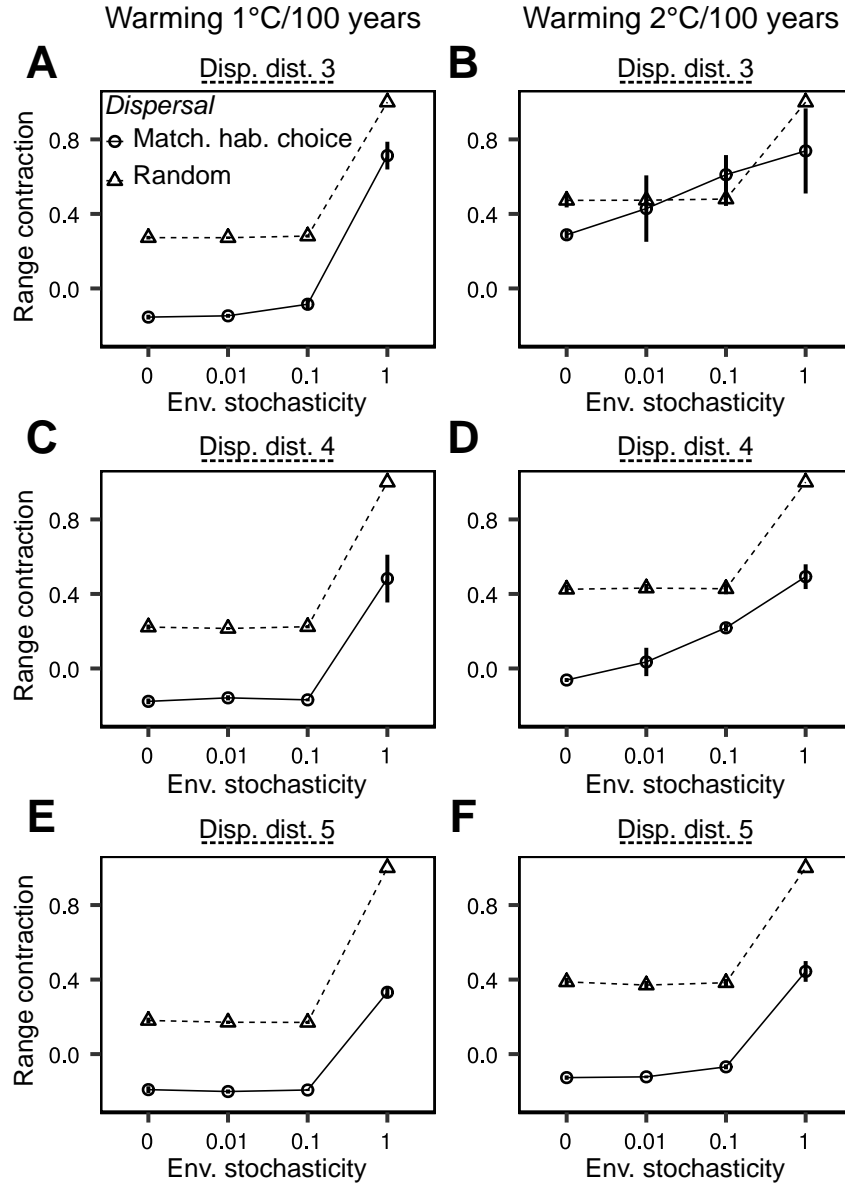 Warming 1°C/100 years
Warming 2°C/100 years
A
Disp. dist. 3
Dispersal
Match. hab. choice
Random
Range contraction
0.8
0.4
0.0
0
0.01
0.1
1
Env. stochasticity
B
Disp. dist. 3
0.8
0.4
0.0
0
0.01
0.1
1
Env. stochasticity
C
Disp. dist. 4
Range contraction
0.8
0.4
0.0
0
0.01
0.1
1
Env. stochasticity
D
Disp. dist. 4
0.8
0.4
0.0
0
0.01
0.1
1
Env. stochasticity
E
Disp. dist. 5
Range contraction
0.8
0.4
0.0
0
0.01
0.1
1
Env. stochasticity
F
Disp. dist. 5
0.8
0.4
0.0
0
0.01
0.1
1
Env. stochasticity